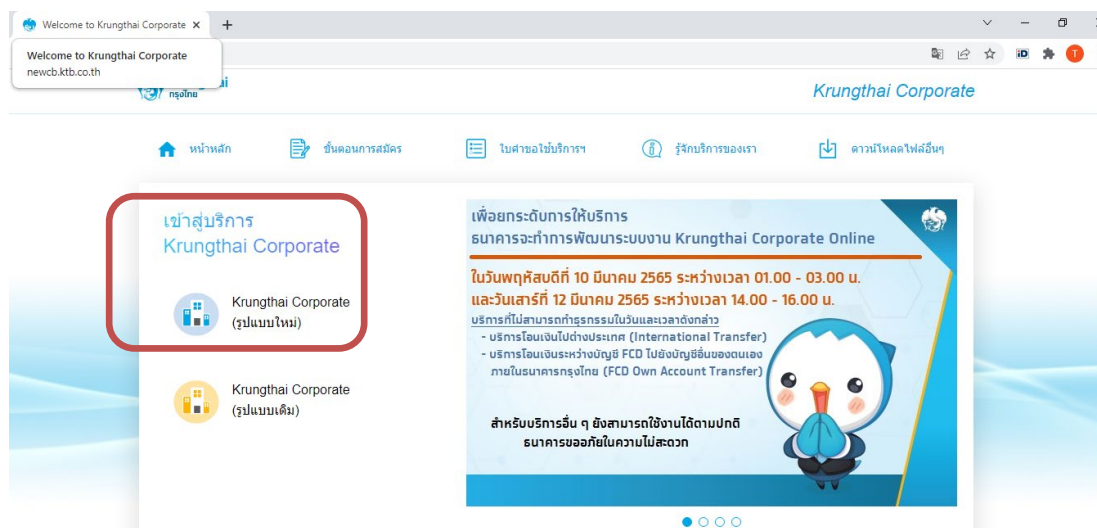 Welcome to Krungthai Corporate
Welcome to Krungthai Corporate
newcb.ktb.co.th
iD
T
ai
กรุงไทย
Krungthai Corporate
หน้าหลัก
ขั้นตอนการสมัคร
ใบคำขอใช้บริการฯ
รู้จักบริการของเรา
ดาวน์โหลดไฟล์อื่นๆ
เข้าสู่บริการ
Krungthai Corporate
Krungthai Corporate
(รูปแบบใหม่)
Krungthai Corporate
(รูปแบบเดิม)
เพื่อยกระดับการให้บริการ
ธนาคารจะทำการพัฒนาระบบงาน Krungthai Corporate Online
ในวันพฤหัสบดีที่ 10 มีนาคม 2565 ระหว่างเวลา 01.00 - 03.00 น.
และวันเสาร์ที่ 12 มีนาคม 2565 ระหว่างเวลา 14.00 - 16.00 น.
บริการที่ไม่สามารถทำธุรกรรมในวันและเวลาดังกล่าว
- บริการโอนเงินไปต่างประเทศ (International Transfer)
- บริการโอนเงินระหว่างบัญชี FCD ไปยังบัญชีอื่นของตนเอง
ภายในธนาคารกรุงไทย (FCD Own Account Transfer)
สำหรับบริการอื่น ๆ ยังสามารถใช้งานได้ตามปกติ
ธนาคารขออภัยในความไม่สะดวก